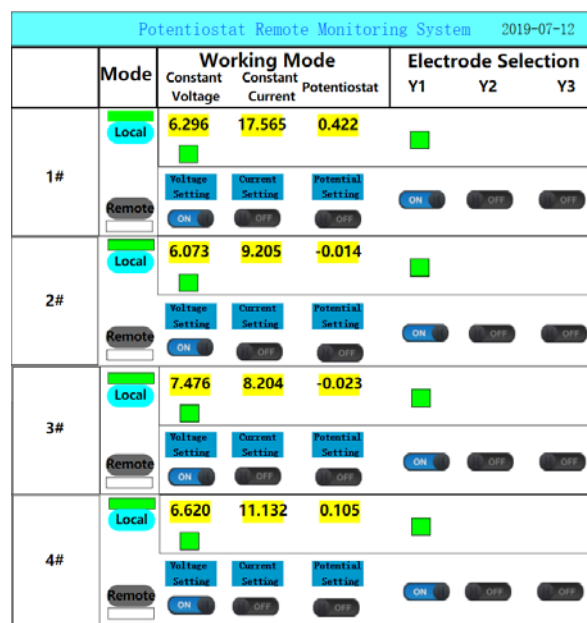 Potentiostat Remote Monitoring System 2019-07-12
Mode Working Mode Electrode Selection
Constant Voltage Constant Current Potentiostat Y1 Y2 Y3
1# Local 6.296 17.565 0.422
Voltage Setting Current Setting Potential Setting
Remote ON OFF OFF ON OFF OFF
2# Local 6.073 9.205 -0.014
Voltage Setting Current Setting Potential Setting
Remote ON OFF OFF ON OFF OFF
3# Local 7.476 8.204 -0.023
Voltage Setting Current Setting Potential Setting
Remote ON OFF OFF ON OFF OFF
4# Local 6.620 11.132 0.105
Voltage Setting Current Setting Potential Setting
Remote ON OFF OFF ON OFF OFF